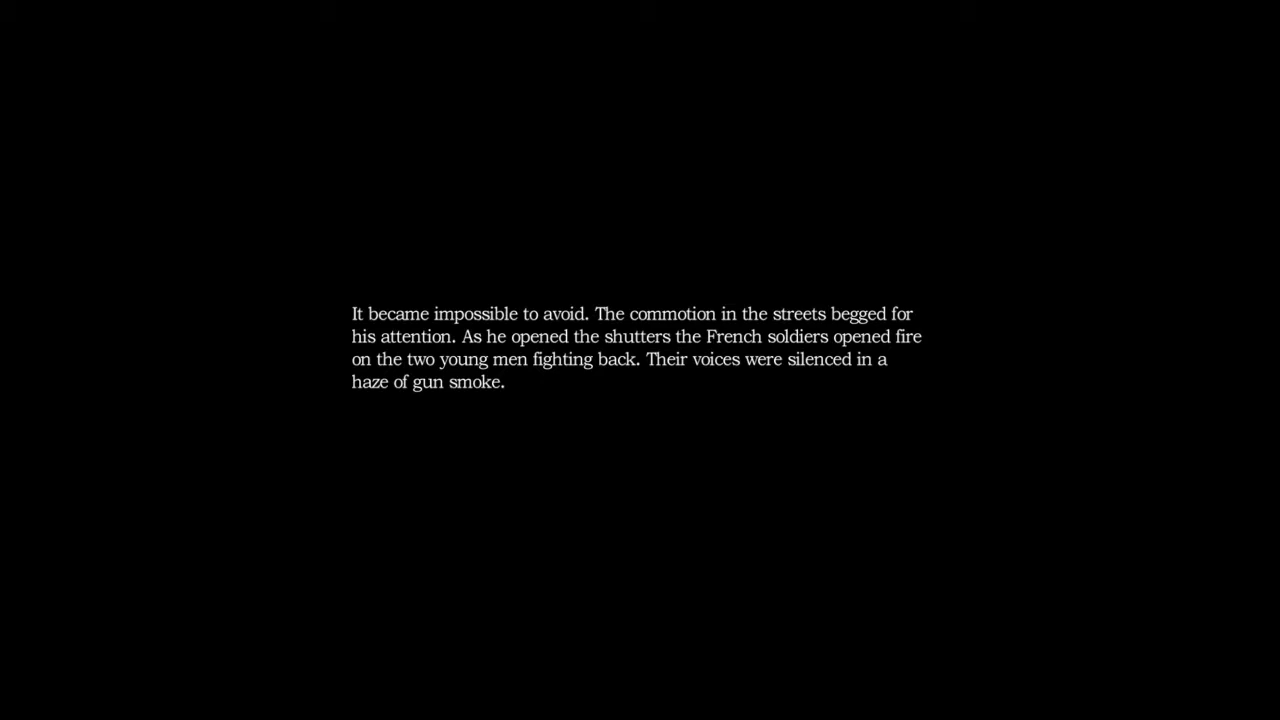 It became impossible to avoid. The commotion in the streets begged for
his attention. As he opened the shutters the French soldiers opened fire
on the two young men fighting back. Their voices were silenced in a
haze of gun smoke.